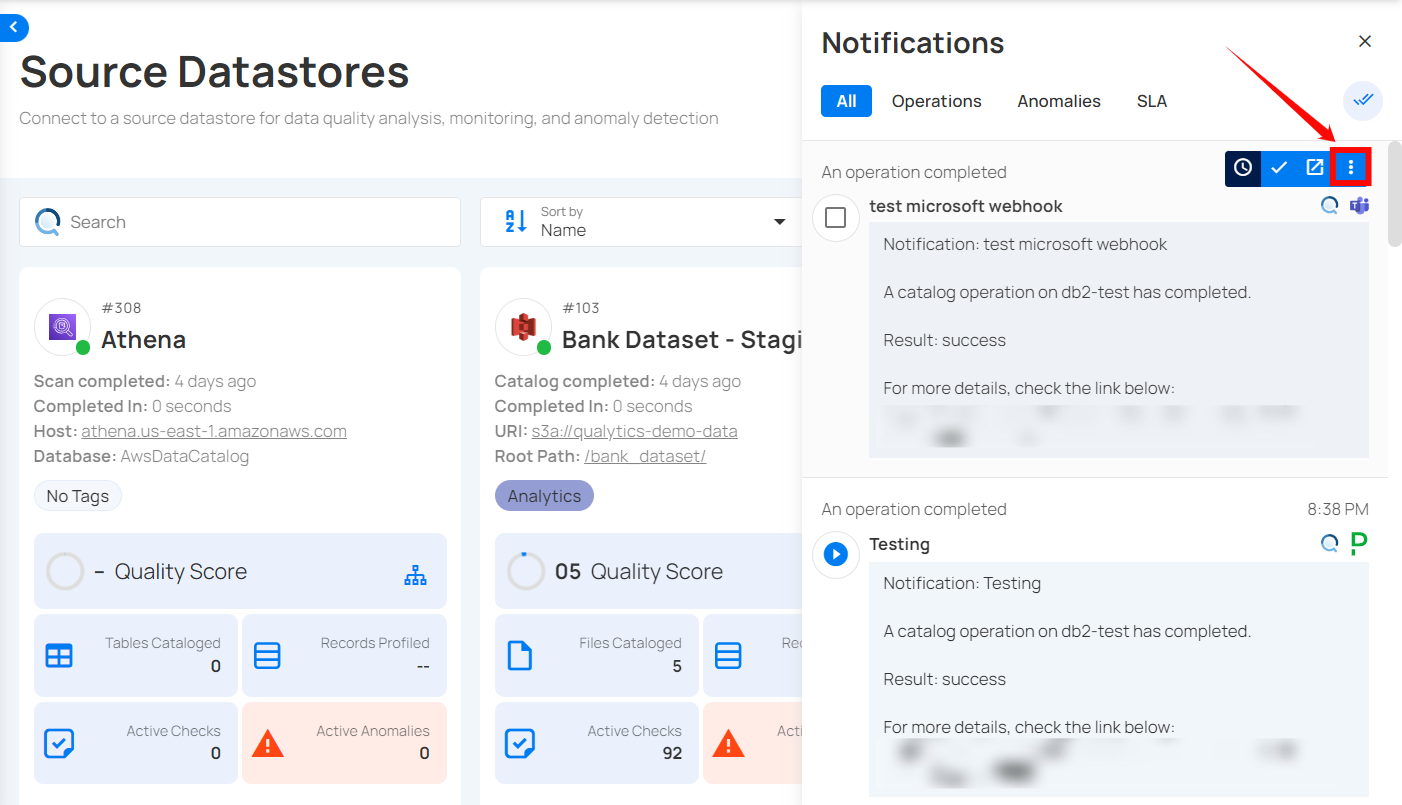 Source Datastores
Connect to a source datastore for data quality analysis, monitoring, and anomaly detection
Search
Sort by
Name
#308
Athena
Scan completed: 4 days ago
Completed In: 0 seconds
Host: athena.us-east-1.amazonaws.com
Database: AwsDataCatalog
No Tags
– Quality Score
Tables Cataloged
0
Records Profiled
--
Active Checks
0
Active Anomalies
0
#103
Bank Dataset - Stagi
Catalog completed: 4 days ago
Completed In: 0 seconds
URI: s3a://qualytics-demo-data
Root Path: /bank_dataset/
Analytics
05 Quality Score
Files Cataloged
5
Rec
Active Checks
92
Acti
Notifications
All Operations Anomalies SLA
An operation completed
test microsoft webhook
Notification: test microsoft webhook
A catalog operation on db2-test has completed.
Result: success
For more details, check the link below:
An operation completed 8:38 PM
Testing
Notification: Testing
A catalog operation on db2-test has completed.
Result: success
For more details, check the link below: